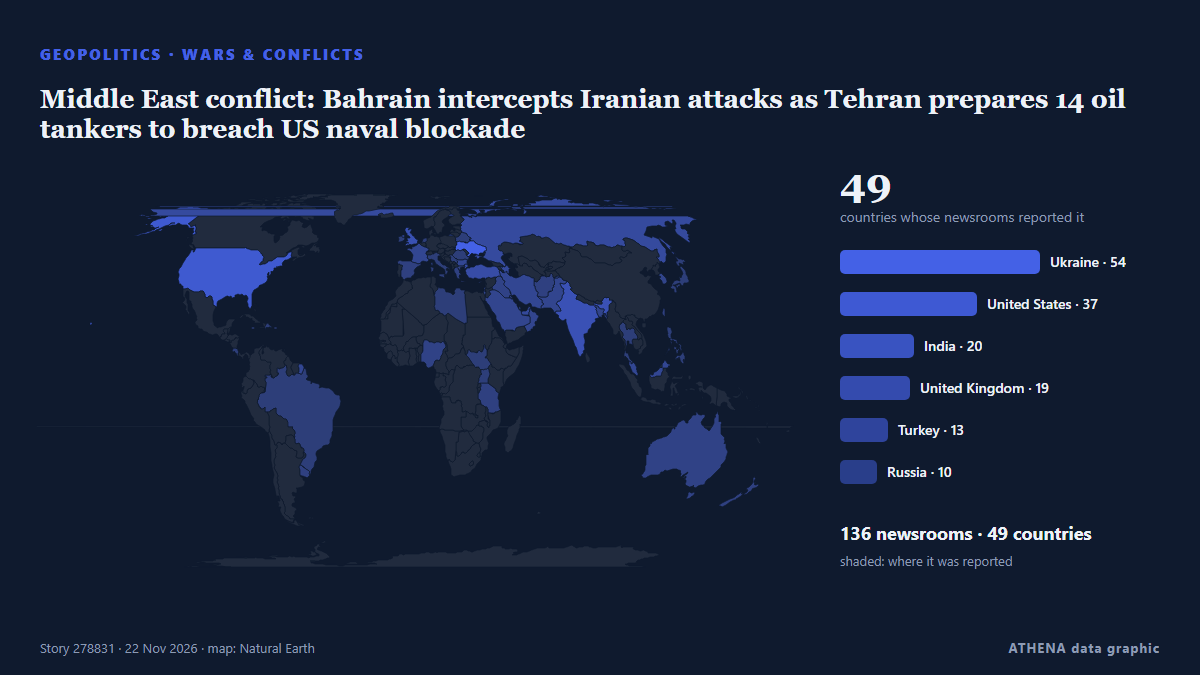 GEOPOLITICS · WARS & CONFLICTS
Middle East conflict: Bahrain intercepts Iranian attacks as Tehran prepares 14 oil
tankers to breach US naval blockade
49
countries whose newsrooms reported it
Ukraine · 54
United States · 37
India · 20
United Kingdom · 19
Turkey · 13
Russia · 10
136 newsrooms · 49 countries
shaded: where it was reported
Story 278831 · 22 Nov 2026 · map: Natural Earth
ATHENA data graphic